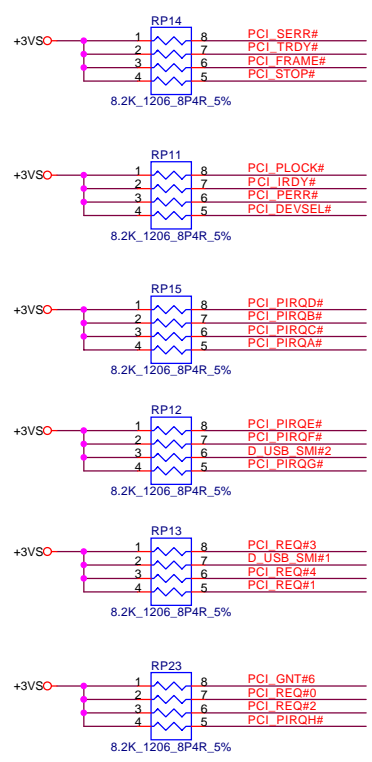 RP14
+3VS 1 8 PCI_SERR#
2 7 PCI_TRDY#
3 6 PCI_FRAME#
4 5 PCI_STOP#
8.2K_1206_8P4R_5%
RP11
+3VS 1 8 PCI_PLOCK#
2 7 PCI_IRDY#
3 6 PCI_PERR#
4 5 PCI_DEVSEL#
8.2K_1206_8P4R_5%
RP15
+3VS 1 8 PCI_PIRQD#
2 7 PCI_PIRQB#
3 6 PCI_PIRQC#
4 5 PCI_PIRQA#
8.2K_1206_8P4R_5%
RP12
+3VS 1 8 PCI_PIRQE#
2 7 PCI_PIRQF#
3 6 D_USB_SMI#2
4 5 PCI_PIRQG#
8.2K_1206_8P4R_5%
RP13
+3VS 1 8 PCI_REQ#3
2 7 D_USB_SMI#1
3 6 PCI_REQ#4
4 5 PCI_REQ#1
8.2K_1206_8P4R_5%
RP23
+3VS 1 8 PCI_GNT#6
2 7 PCI_REQ#0
3 6 PCI_REQ#2
4 5 PCI_PIRQH#
8.2K_1206_8P4R_5%